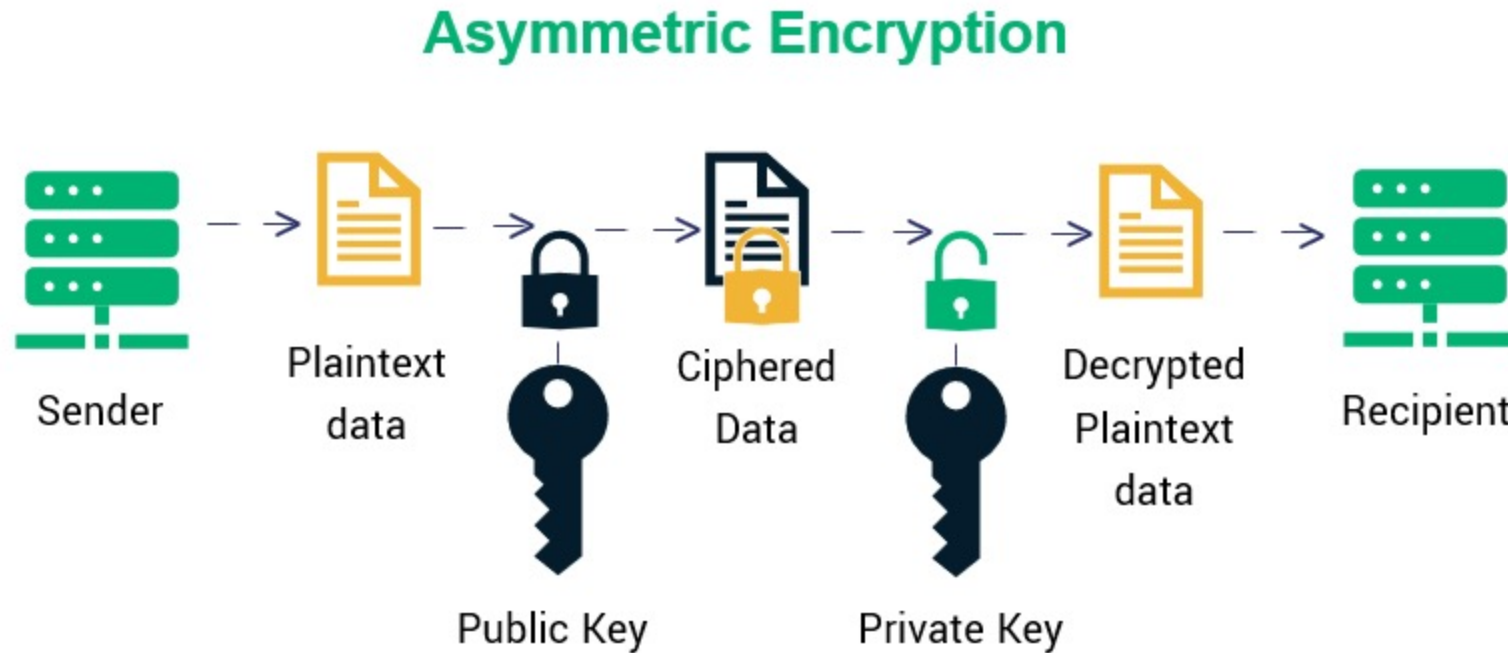 Asymmetric Encryption
Sender
Plaintext
data
Public Key
Ciphered
Data
Private Key
Decrypted
Plaintext
data
Recipient